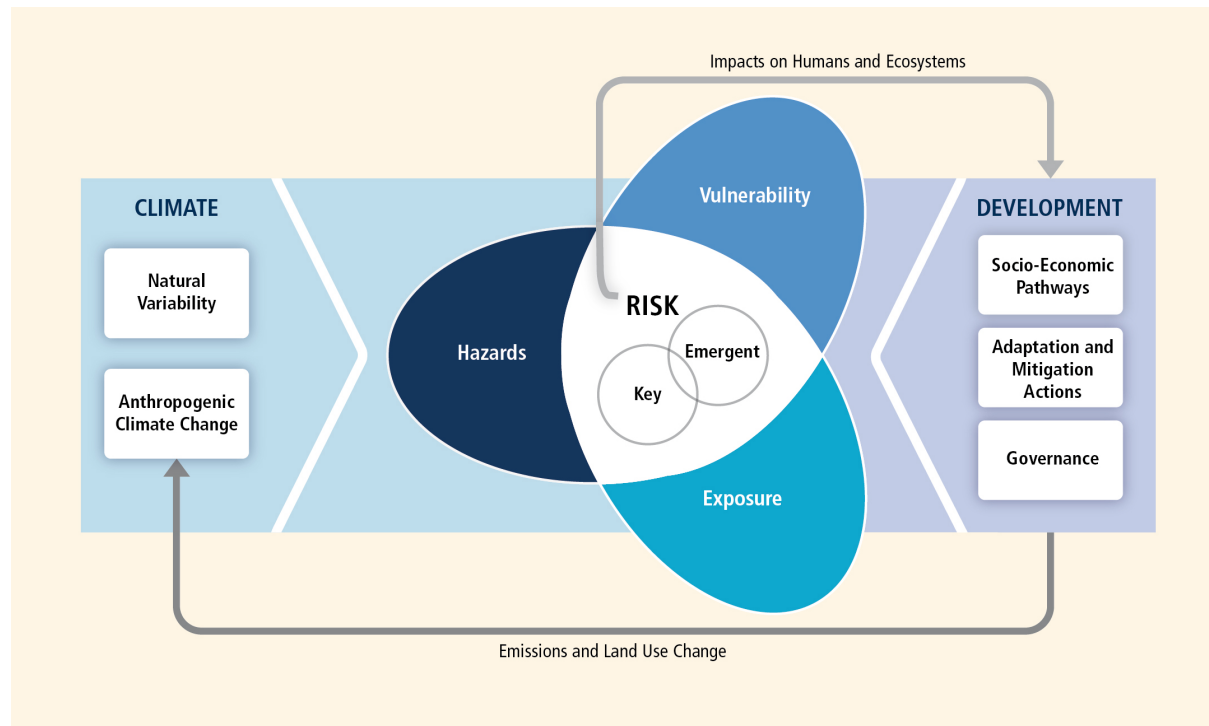 Impacts on Humans and Ecosystems
CLIMATE
Natural
Variability
Anthropogenic
Climate Change
Vulnerability
Hazards
RISK
Emergent
Key
Exposure
DEVELOPMENT
Socio-Economic
Pathways
Adaptation and
Mitigation
Actions
Governance
Emissions and Land Use Change